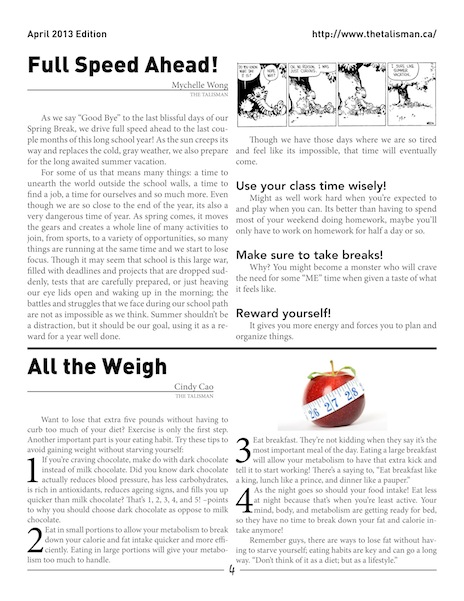 April 2013 Edition
http://www.thetalisman.ca/
Full Speed Ahead!
Mychelle Wong
THE TALISMAN
As we say “Good Bye” to the last blissful days of our
Spring Break, we drive full speed ahead to the last cou-
ple months of this long school year! As the sun creeps its
way and replaces the cold, gray weather, we also prepare
for the long awaited summer vacation.
For some of us mean many things: a time to
unearth the world outside the school walls, a time to
find a job, a time for ourselves and so much more. Even
though we are so close to the end of the year, its also a
very dangerous time of year. As spring comes, it moves
the gears and creates a whole line of many activities to
join, from sports, to a variety of opportunities, so many
things are running at the same time and we start to lose
focus. Though it may seem that school is this large war,
filled with deadlines and projects that are dropped sud-
denly, tests that are carefully prepared, or just heaving
our eye lids open and waking up in the morning; the
battles and struggles that we face during our school path
are not as impossible as we think. Summer shouldn’t be
a distraction, but it should be our goal, using it as a re-
ward for a year well done.
Though we have those days where we are so tired
and feel like its impossible, that time will eventually
come.
Use your class time wisely!
Might as well work hard when you’re expected to
and play when you can. Its better than having to spend
most of your weekend doing homework, maybe you’ll
only have to work on homework for half a day or so.
Make sure to take breaks!
Why? You might become a monster who will crave
the need for some “ME” time when given a taste of what
it feels like.
Reward yourself!
It gives you more energy and forces you to plan and
organize things.
All the Weigh
Cindy Cao
THE TALISMAN
Want to lose that extra five pounds without having to
curb too much of your diet? Exercise is only the first step.
Another important part is your eating habit. Try these tips to
avoid gaining weight without starving yourself:
1 If you’re craving chocolate, make do with dark chocolate
instead of milk chocolate. Did you know dark chocolate
actually reduces blood pressure, has less carbohydrates,
is rich in antioxidants, reduces ageing signs, and fills you up
quicker than milk chocolate? That’s 1, 2, 3, 4, and 5! –points
to why you should choose dark chocolate as oppose to milk
chocolate.
2 Eat in small portions to allow your metabolism to break
down your calorie and fat intake quicker and more effi-
ciently. Eating in large portions will give your metabo-
lism too much to handle.
26 27 28
3 Eat breakfast. They’re not kidding when they say it’s the
most important meal of the day. Eating a large breakfast
will allow your metabolism to have that extra kick and
tell it to start working! There’s a saying to, “Eat breakfast like
a king, lunch like a prince, and dinner like a pauper.”
4 As the night goes so should your food intake! Eat less
at night because that’s when you’re least active. Your
mind, body, and metabolism are getting ready for bed,
so they have no time to break down your fat and calorie in-
take anymore!
Remember guys, there are ways to lose fat without hav-
ing to starve yourself; eating habits are key and can go a long
way. “Don’t think of it as a diet; but as a lifestyle.”
4